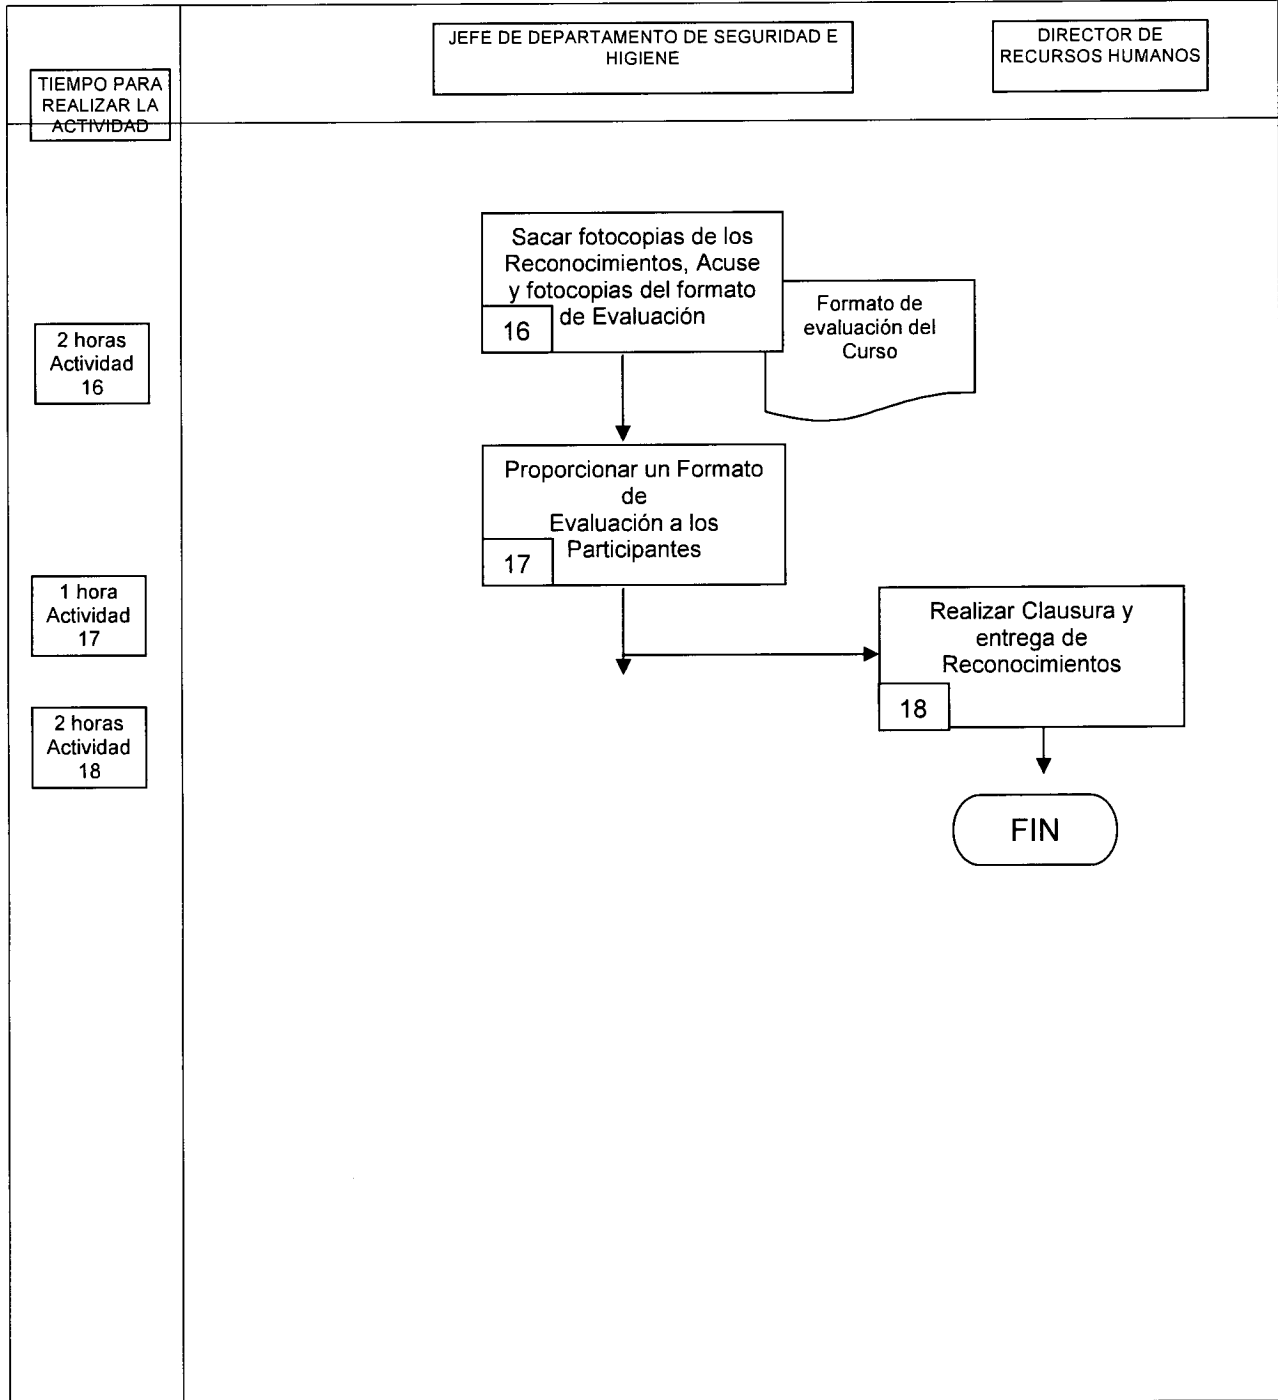 JEFE DE DEPARTAMENTO DE SEGURIDAD E
HIGIENE
DIRECTOR DE
RECURSOS HUMANOS
TIEMPO PARA
REALIZAR LA
ACTIVIDAD
Sacar fotocopias de los
Reconocimientos, Acuse
y fotocopias del formato
de Evaluación
16
Formato de
evaluación del
Curso
2 horas
Actividad
16
Proporcionar un Formato
de
Evaluación a los
Participantes
17
1 hora
Actividad
17
Realizar Clausura y
entrega de
Reconocimientos
18
2 horas
Actividad
18
FIN